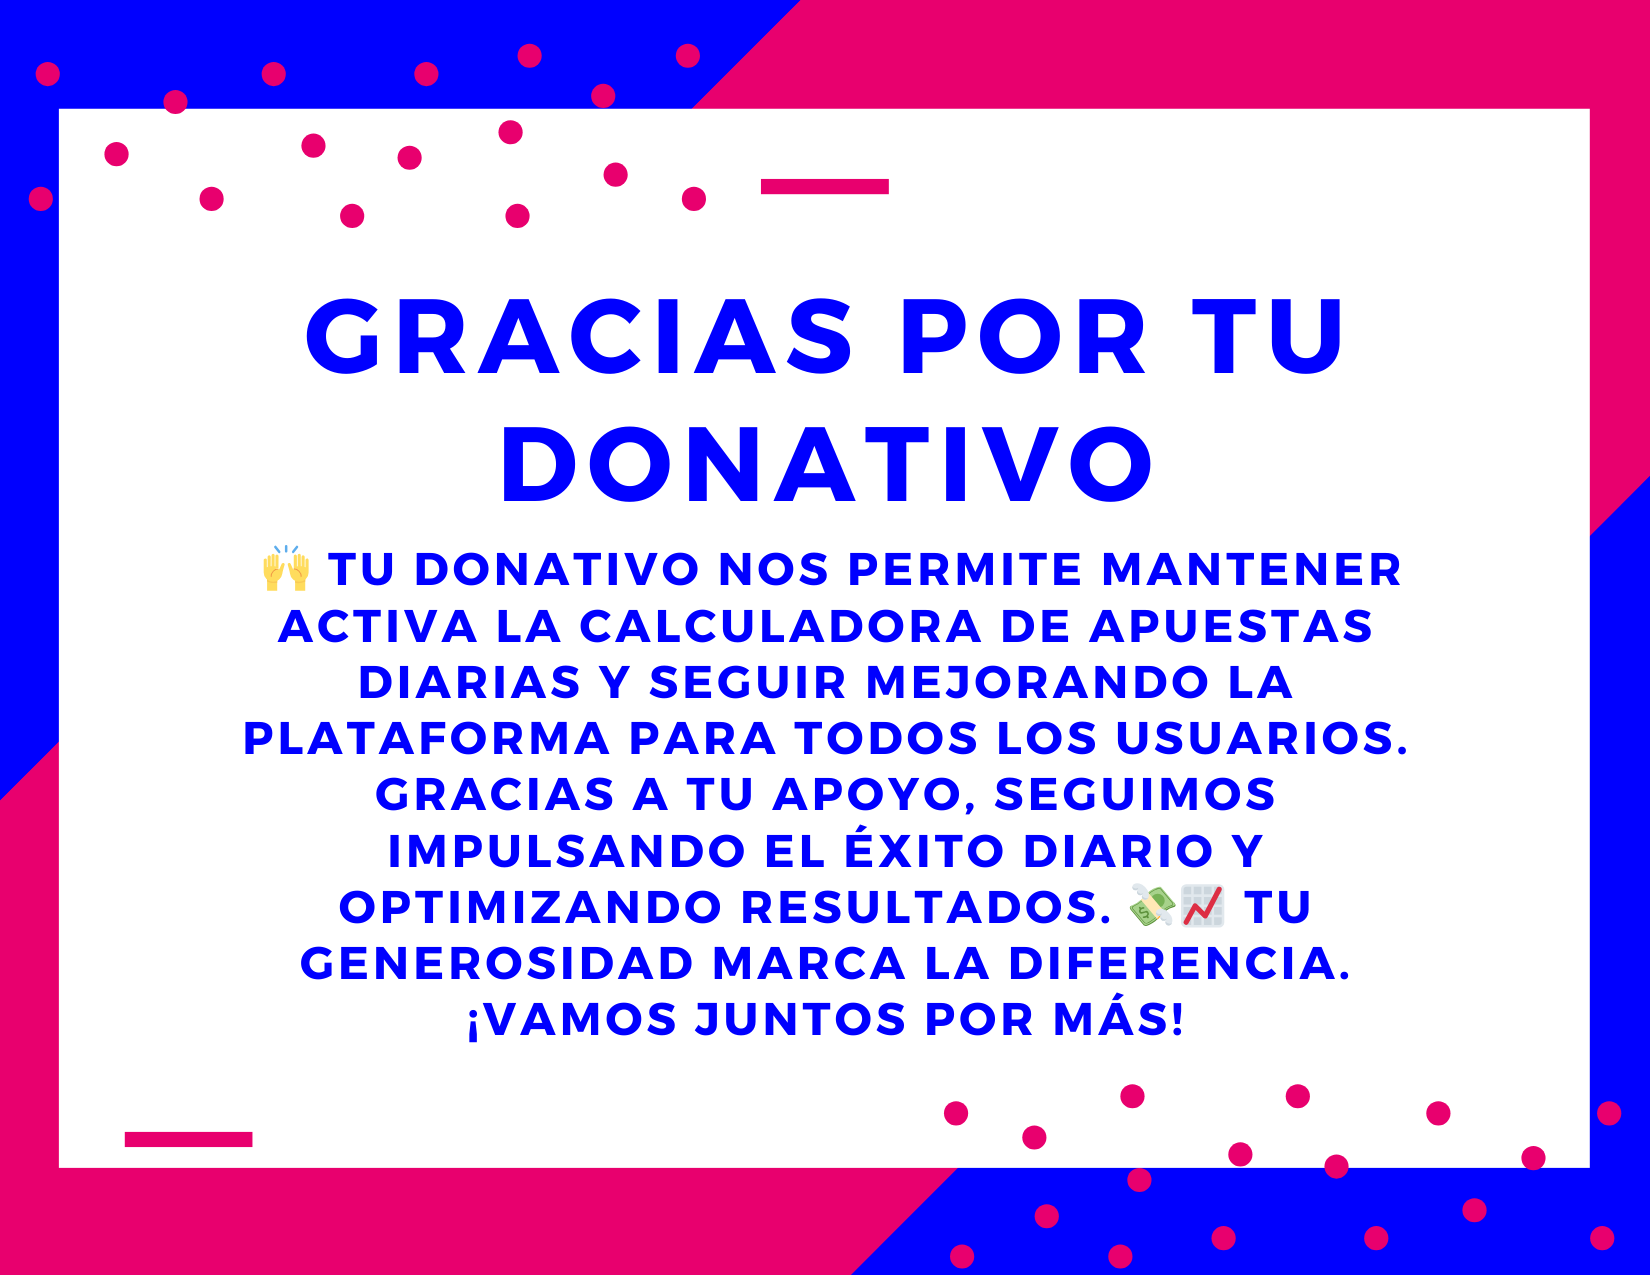 GRACIAS POR TU
DONATIVO
🙌 TU DONATIVO NOS PERMITE MANTENER
ACTIVA LA CALCULADORA DE APUESTAS
DIARIAS Y SEGUIR MEJORANDO LA
PLATAFORMA PARA TODOS LOS USUARIOS.
GRACIAS A TU APOYO, SEGUIMOS
IMPULSANDO EL ÉXITO DIARIO Y
OPTIMIZANDO RESULTADOS. 💸📈 TU
GENEROSIDAD MARCA LA DIFERENCIA.
¡VAMOS JUNTOS POR MÁS!